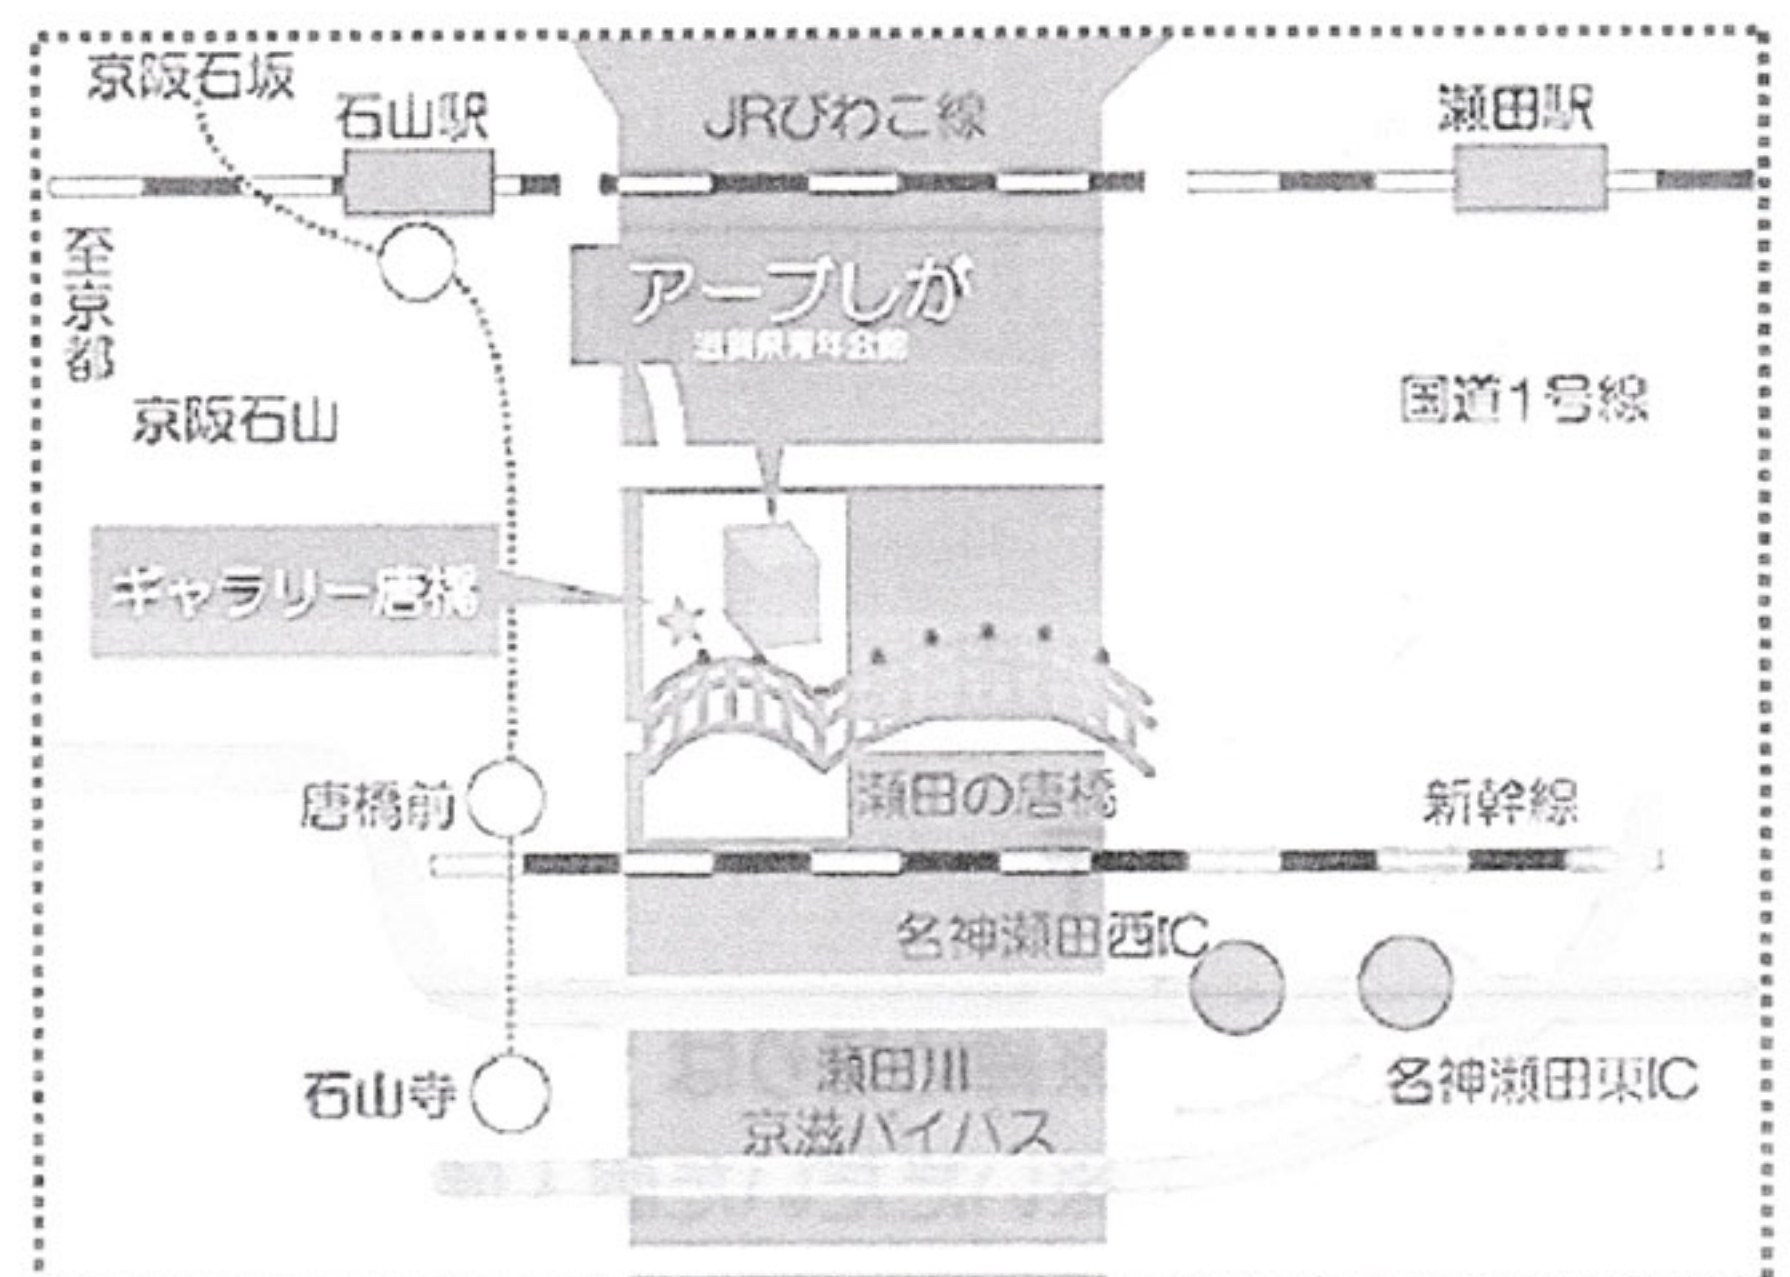 京阪石坂
石山駅
JRびわこ線
瀬田駅
至京都
アーブしが
滋賀県青年会館
京阪石山
国道1号線
ギャラリー唐橋
唐橋前
瀬田の唐橋
新幹線
名神瀬田西IC
石山寺
瀬田川
京滋バイパス
名神瀬田東IC